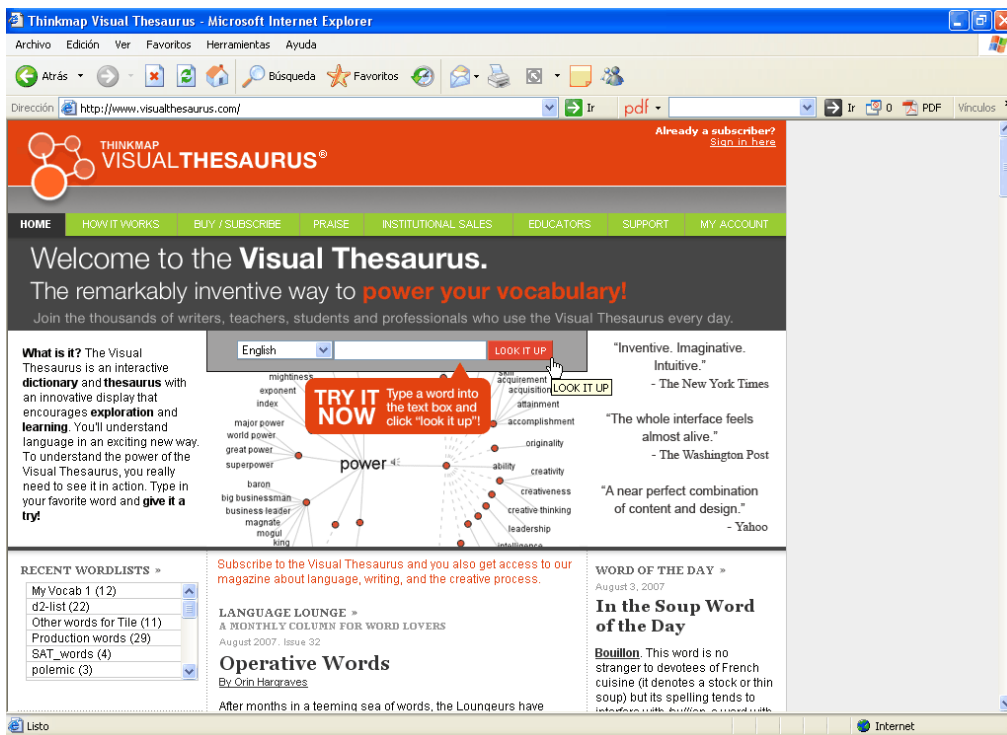 Thinkmap Visual Thesaurus - Microsoft Internet Explorer
Archivo Edición Ver Favoritos Herramientas Ayuda
Atrás Búsqueda Favoritos
Dirección http://www.visualthesaurus.com/ Ir pdf Ir 0 PDF Vínculos
Already a subscriber?
Sign in here
THINKMAP
VISUALTHESAURUS®
HOME HOW IT WORKS BUY / SUBSCRIBE PRAISE INSTITUTIONAL SALES EDUCATORS SUPPORT MY ACCOUNT
Welcome to the Visual Thesaurus.
The remarkably inventive way to power your vocabulary!
Join the thousands of writers, teachers, students and professionals who use the Visual Thesaurus every day.
What is it? The Visual
Thesaurus is an interactive
dictionary and thesaurus with
an innovative display that
encourages exploration and
learning. You'll understand
language in an exciting new way.
To understand the power of the
Visual Thesaurus, you really
need to see it in action. Type in
your favorite word and give it a
try!
English LOOK IT UP
LOOK IT UP
TRY IT
NOW
Type a word into
the text box and
click "look it up"!
mightiness
exponent
index
major power
world power
great power
superpower
baron
big businessman
business leader
magnate
mogul
king
power
skill
acquirement
acquisition
attainment
accomplishment
originality
ability
creativity
creativeness
creative thinking
leadership
intelligence
"Inventive. Imaginative.
Intuitive."
- The New York Times
"The whole interface feels
almost alive."
- The Washington Post
"A near perfect combination
of content and design."
- Yahoo
RECENT WORDLISTS »
My Vocab 1 (12)
d2-list (22)
Other words for Tile (11)
Production words (29)
SAT_words (4)
polemic (3)
Subscribe to the Visual Thesaurus and you also get access to our
magazine about language, writing, and the creative process.
LANGUAGE LOUNGE »
A MONTHLY COLUMN FOR WORD LOVERS
August 2007. Issue 32
Operative Words
By Orin Hargraves
After months in a teeming sea of words, the Loungeurs have
WORD OF THE DAY »
August 3, 2007
In the Soup Word
of the Day
Bouillon. This word is no
stranger to devotees of French
cuisine (it denotes a stock or thin
soup) but its spelling tends to
interfere with bullion, a word with
Listo Internet